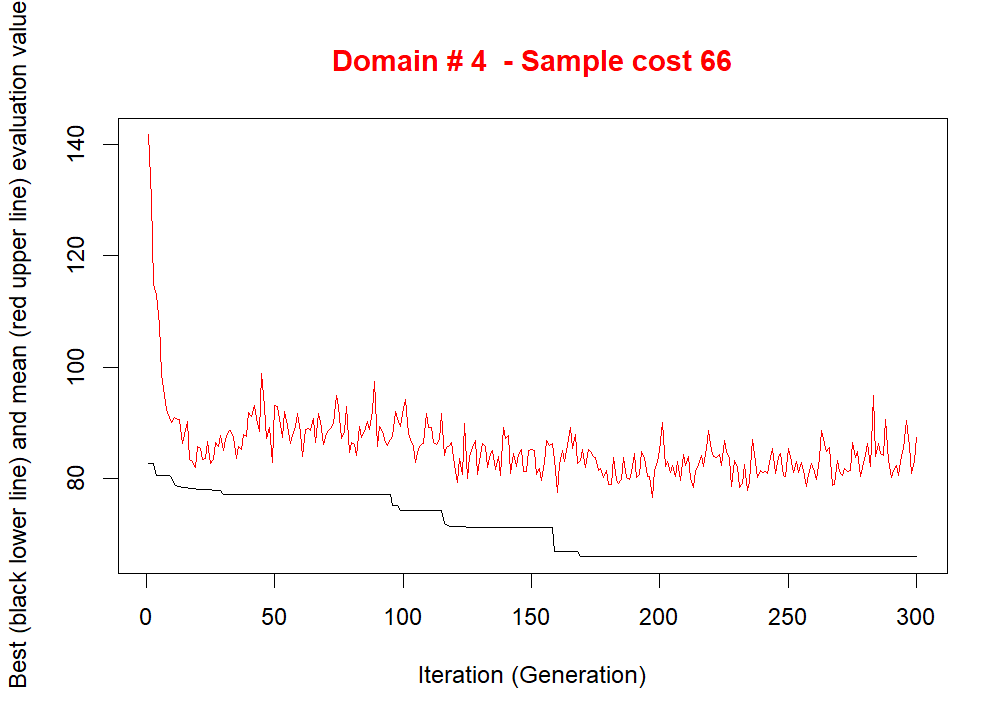 Domain # 4  - Sample cost 66
Best (black lower line) and mean (red upper line) evaluation value
140
120
100
80
0 50 100 150 200 250 300
Iteration (Generation)